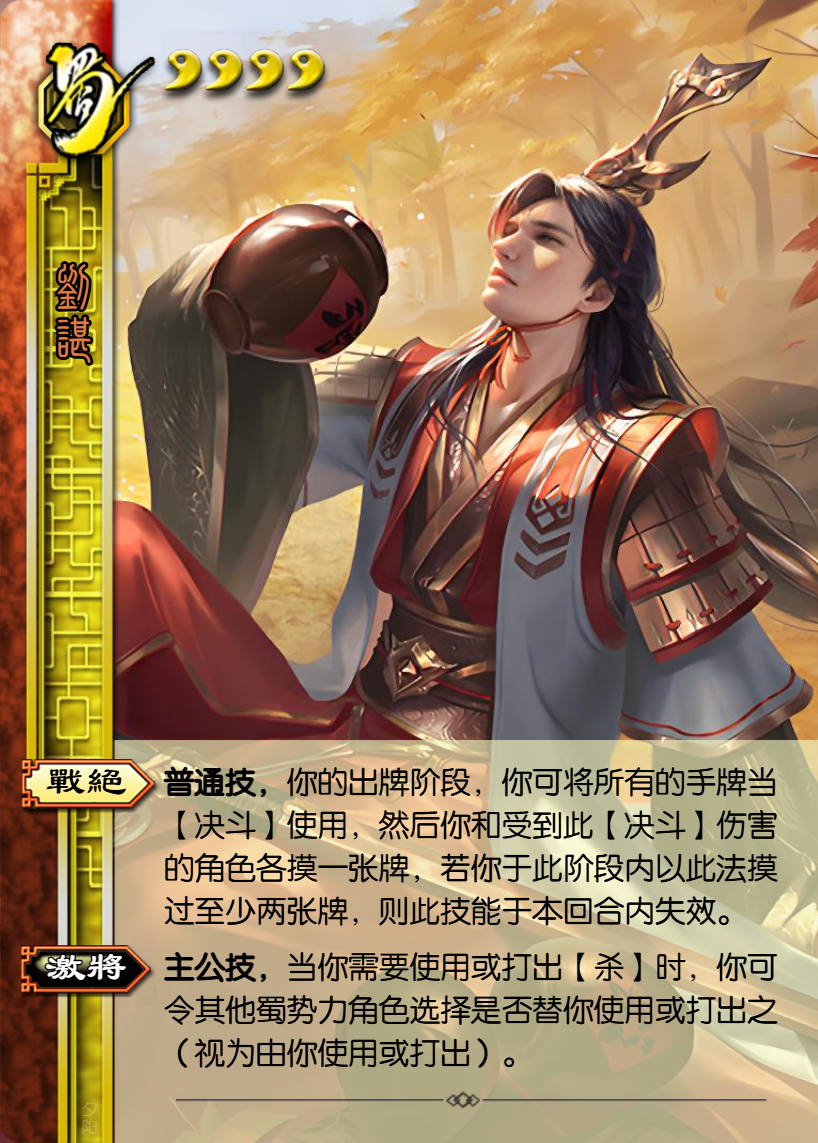 蜀
劉諶
戰絕
普通技，你的出牌阶段，你可将所有的手牌当
【决斗】使用，然后你和受到此【决斗】伤害
的角色各摸一张牌，若你于此阶段内以此法摸
过至少两张牌，则此技能于本回合内失效。
激將
主公技，当你需要使用或打出【杀】时，你可
令其他蜀势力角色选择是否替你使用或打出之
（视为由你使用或打出）。